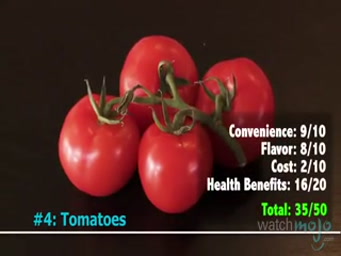 Convenience: 9/10
Flavor: 8/10
Cost: 2/10
Health Benefits: 16/20
Total: 35/50
#4: Tomatoes
watchmojo
.com